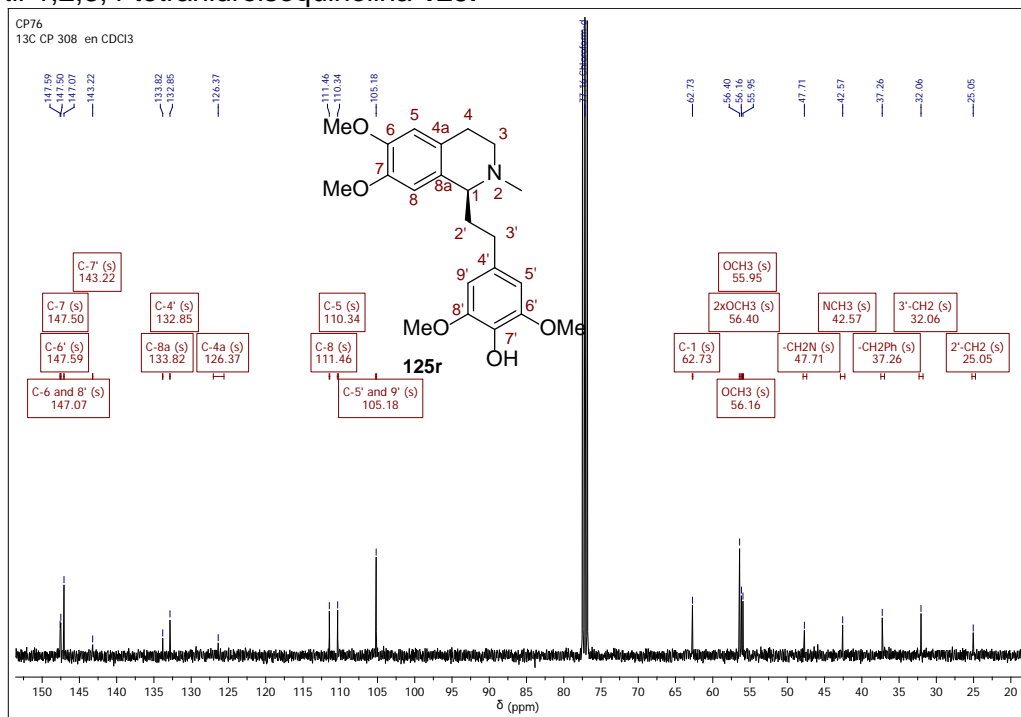 CP76
13C CP 308 en CDCl3
147.59
147.50
147.07
143.22
133.82
132.85
126.37
111.46
110.34
105.18
77.16 Chloroform-d
62.73
56.40
56.16
55.95
47.71
42.57
37.26
32.06
25.05
MeO 6 5 4a 4 3
MeO 7 8 8a 1 N 2
2' 3'
4'
9' 5'
8' 6'
MeO 7' OMe
OH
125r
C-7' (s)
143.22
C-7 (s)
147.50
C-6' (s)
147.59
C-6 and 8' (s)
147.07
C-4' (s)
132.85
C-8a (s)
133.82
C-4a (s)
126.37
C-5 (s)
110.34
C-8 (s)
111.46
C-5' and 9' (s)
105.18
C-1 (s)
62.73
OCH3 (s)
55.95
2xOCH3 (s)
56.40
OCH3 (s)
56.16
-CH2N (s)
47.71
NCH3 (s)
42.57
-CH2Ph (s)
37.26
3'-CH2 (s)
32.06
2'-CH2 (s)
25.05
150 145 140 135 130 125 120 115 110 105 100 95 90 85 80 75 70 65 60 55 50 45 40 35 30 25 20
δ (ppm)